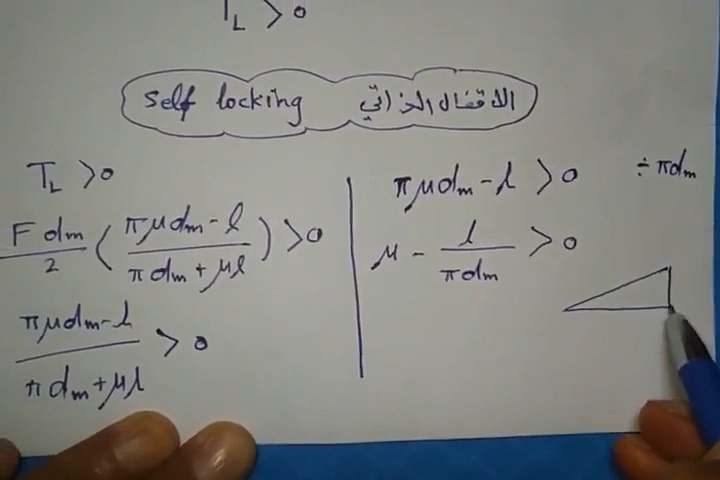 T_L > 0
Self locking الاقفال الذاتي
T_L > 0
F dm / 2 ( πμdm - l / πdm + μl ) > 0
πμdm - l / πdm + μl > 0
πμdm - l > 0 ÷ πdm
μ - l / πdm > 0